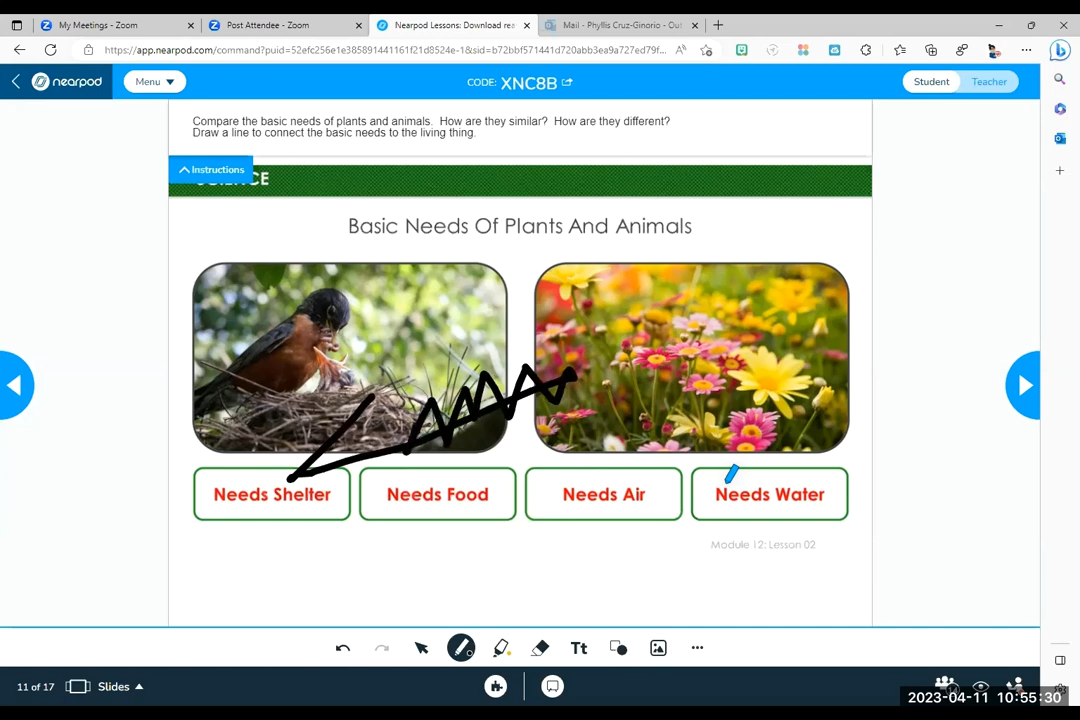 My Meetings - Zoom
Post Attendee - Zoom
Nearpod Lessons: Download rea
Mail - Phyllis Cruz-Ginorio - Out
https://app.nearpod.com/command?puid=52efc256e1e385891441161f21d8524e-1&sid=b72bbf571441d720abb3ea9a727ed79f...
nearpod
Menu
CODE: XNC8B
Student
Teacher
Compare the basic needs of plants and animals. How are they similar? How are they different?
Draw a line to connect the basic needs to the living thing.
Instructions
SCIENCE
Basic Needs Of Plants And Animals
Needs Shelter
Needs Food
Needs Air
Needs Water
Module 12: Lesson 02
Tt
11 of 17
Slides
2023-04-11 10:55:30